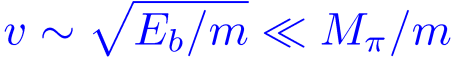 v ∼ √(E_b/m) ≪ M_π/m